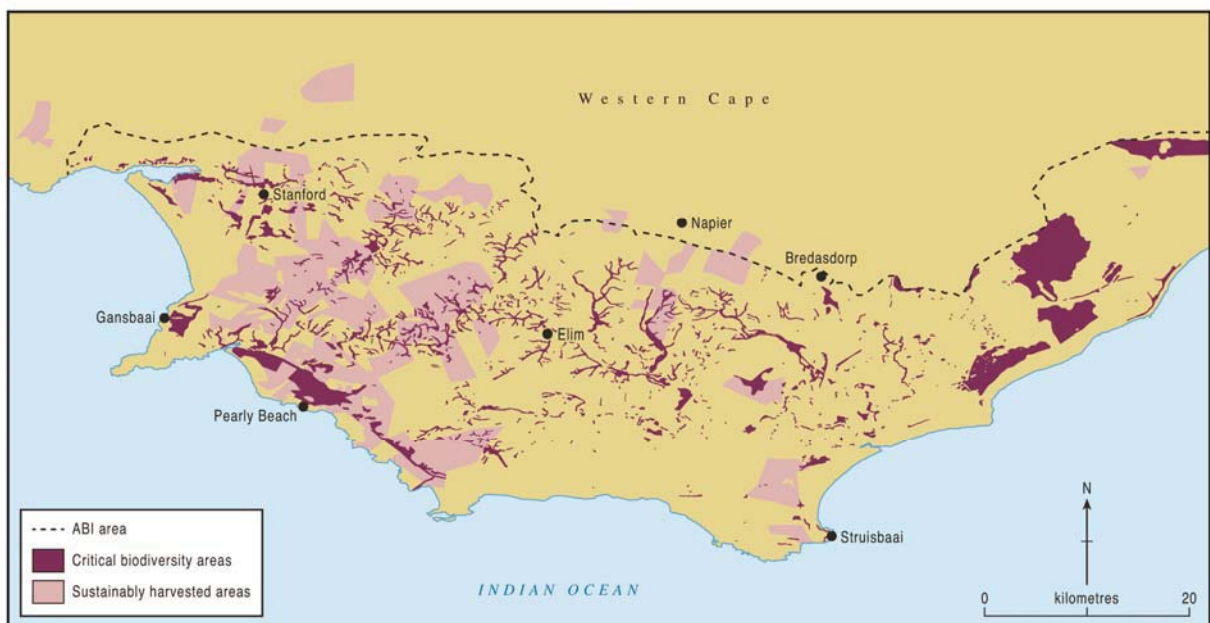 Western Cape
Stanford
Napier
Bredasdorp
Gansbaai
Elim
Pearly Beach
N
ABI area
Critical biodiversity areas
Sustainably harvested areas
Struisbaai
INDIAN OCEAN
0 kilometres 20